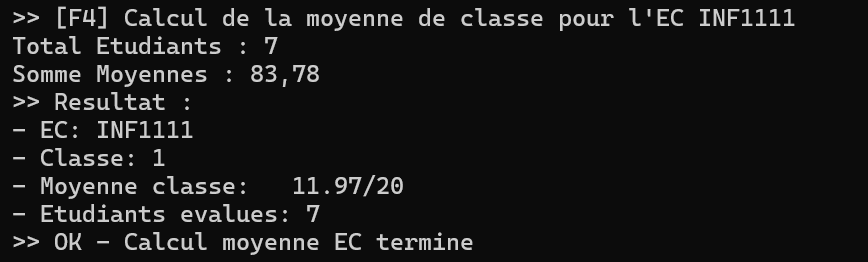 >> [F4] Calcul de la moyenne de classe pour l'EC INF1111
Total Etudiants : 7
Somme Moyennes : 83,78
>> Resultat :
- EC: INF1111
- Classe: 1
- Moyenne classe:   11.97/20
- Etudiants evalues: 7
>> OK - Calcul moyenne EC termine